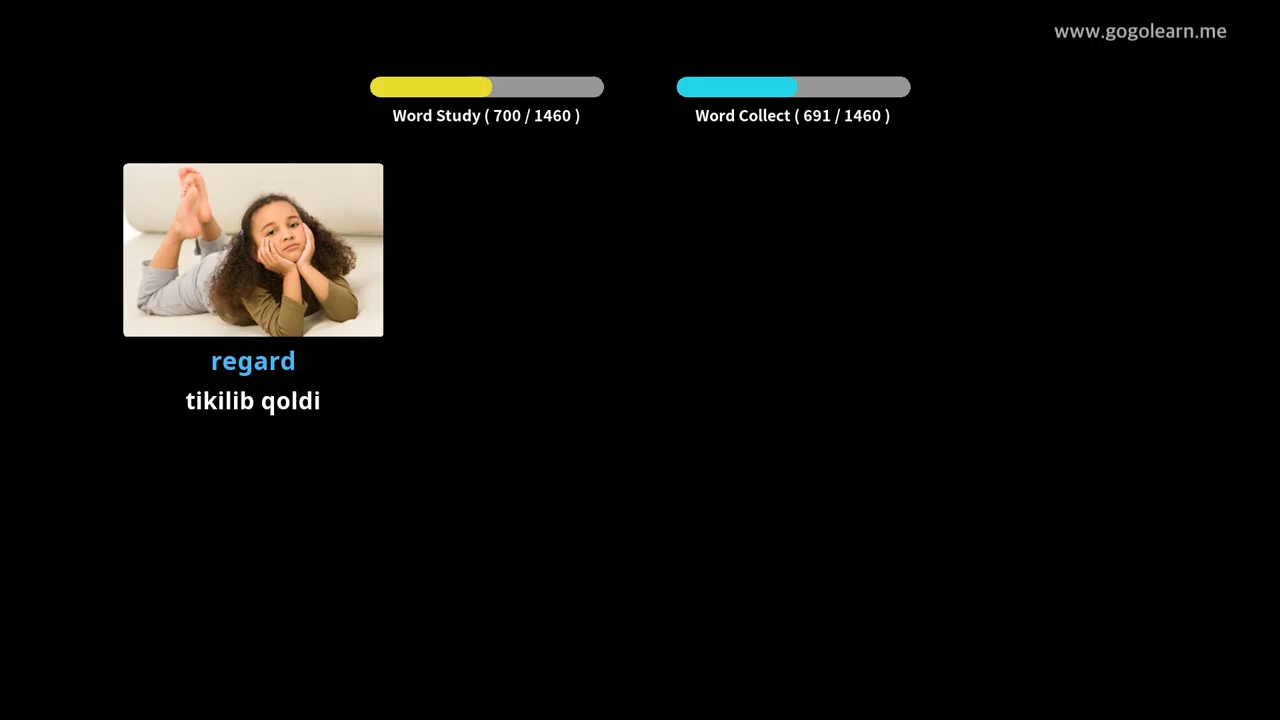 www.gogolearn.me
Word Study ( 700 / 1460 )
Word Collect ( 691 / 1460 )
regard
tikilib qoldi